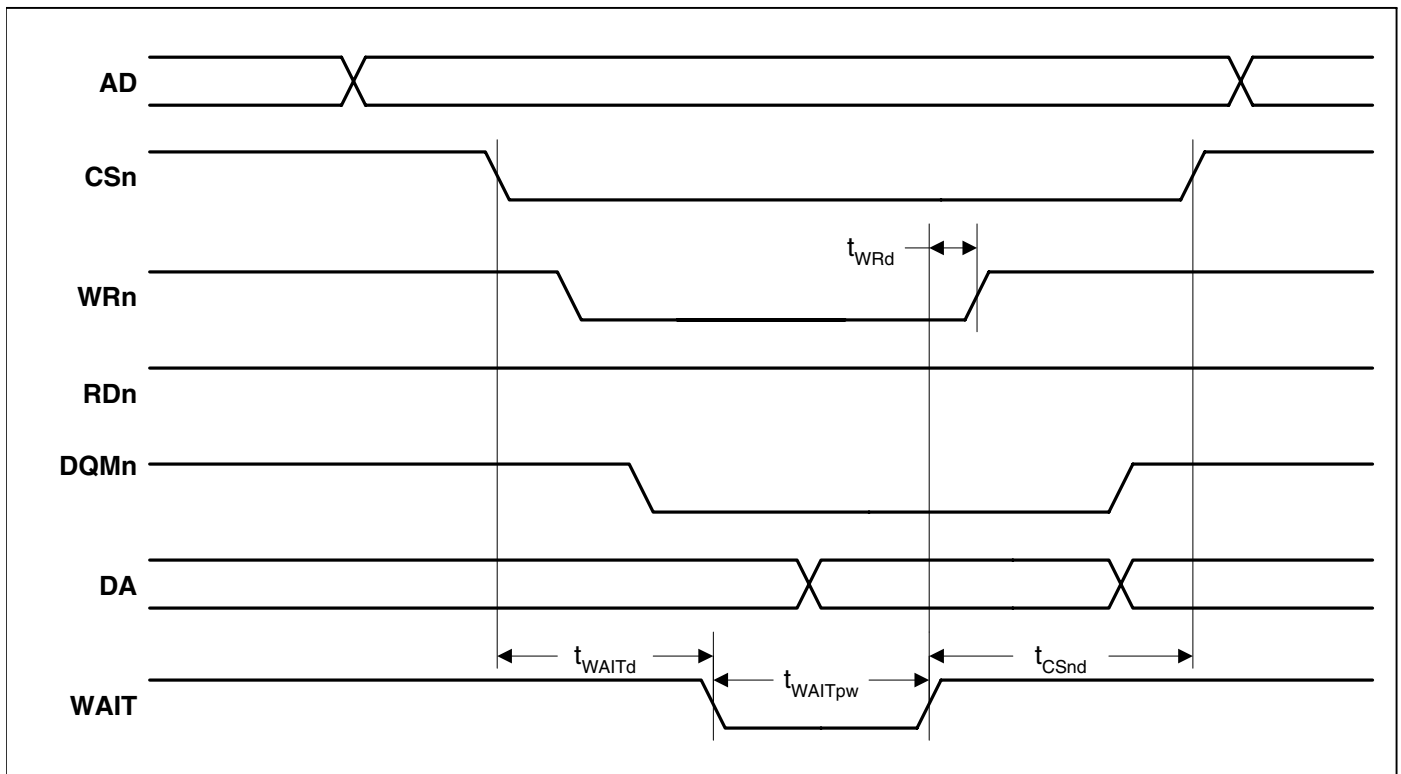 AD
CSn
tWRd
WRn
RDn
DQMn
DA
tWAITd
tWAITpw
tCSnd
WAIT